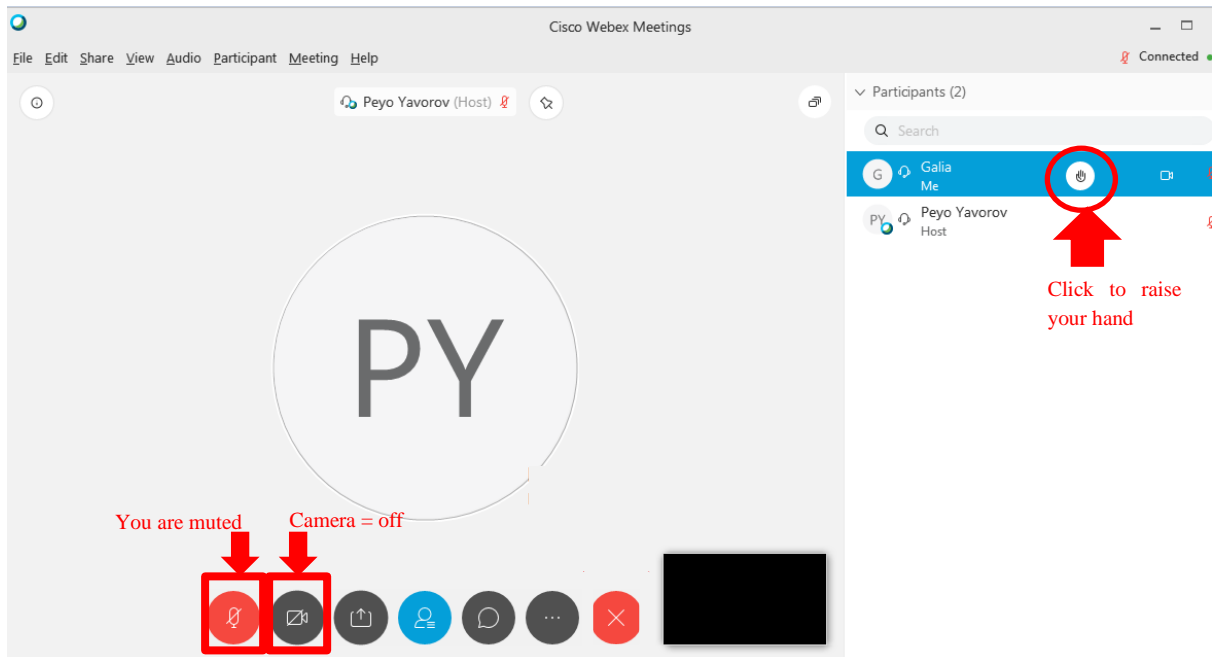 Cisco Webex Meetings
File Edit Share View Audio Participant Meeting Help
Connected
Peyo Yavorov (Host)
Participants (2)
Search
G
Galia
Me
PY
Peyo Yavorov
Host
Click to raise
your hand
PY
You are muted
Camera = off